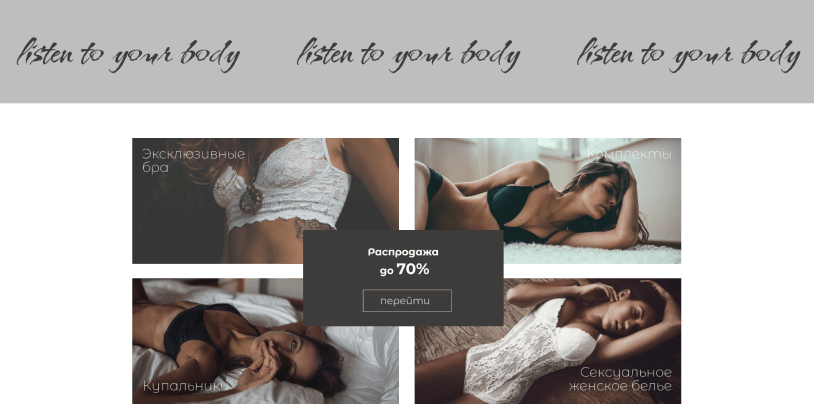 listen to your body listen to your body listen to your body
Эксклюзивные
бра
Комплекты
Распродажа
до 70%
перейти
Купальники
Сексуальное
женское белье